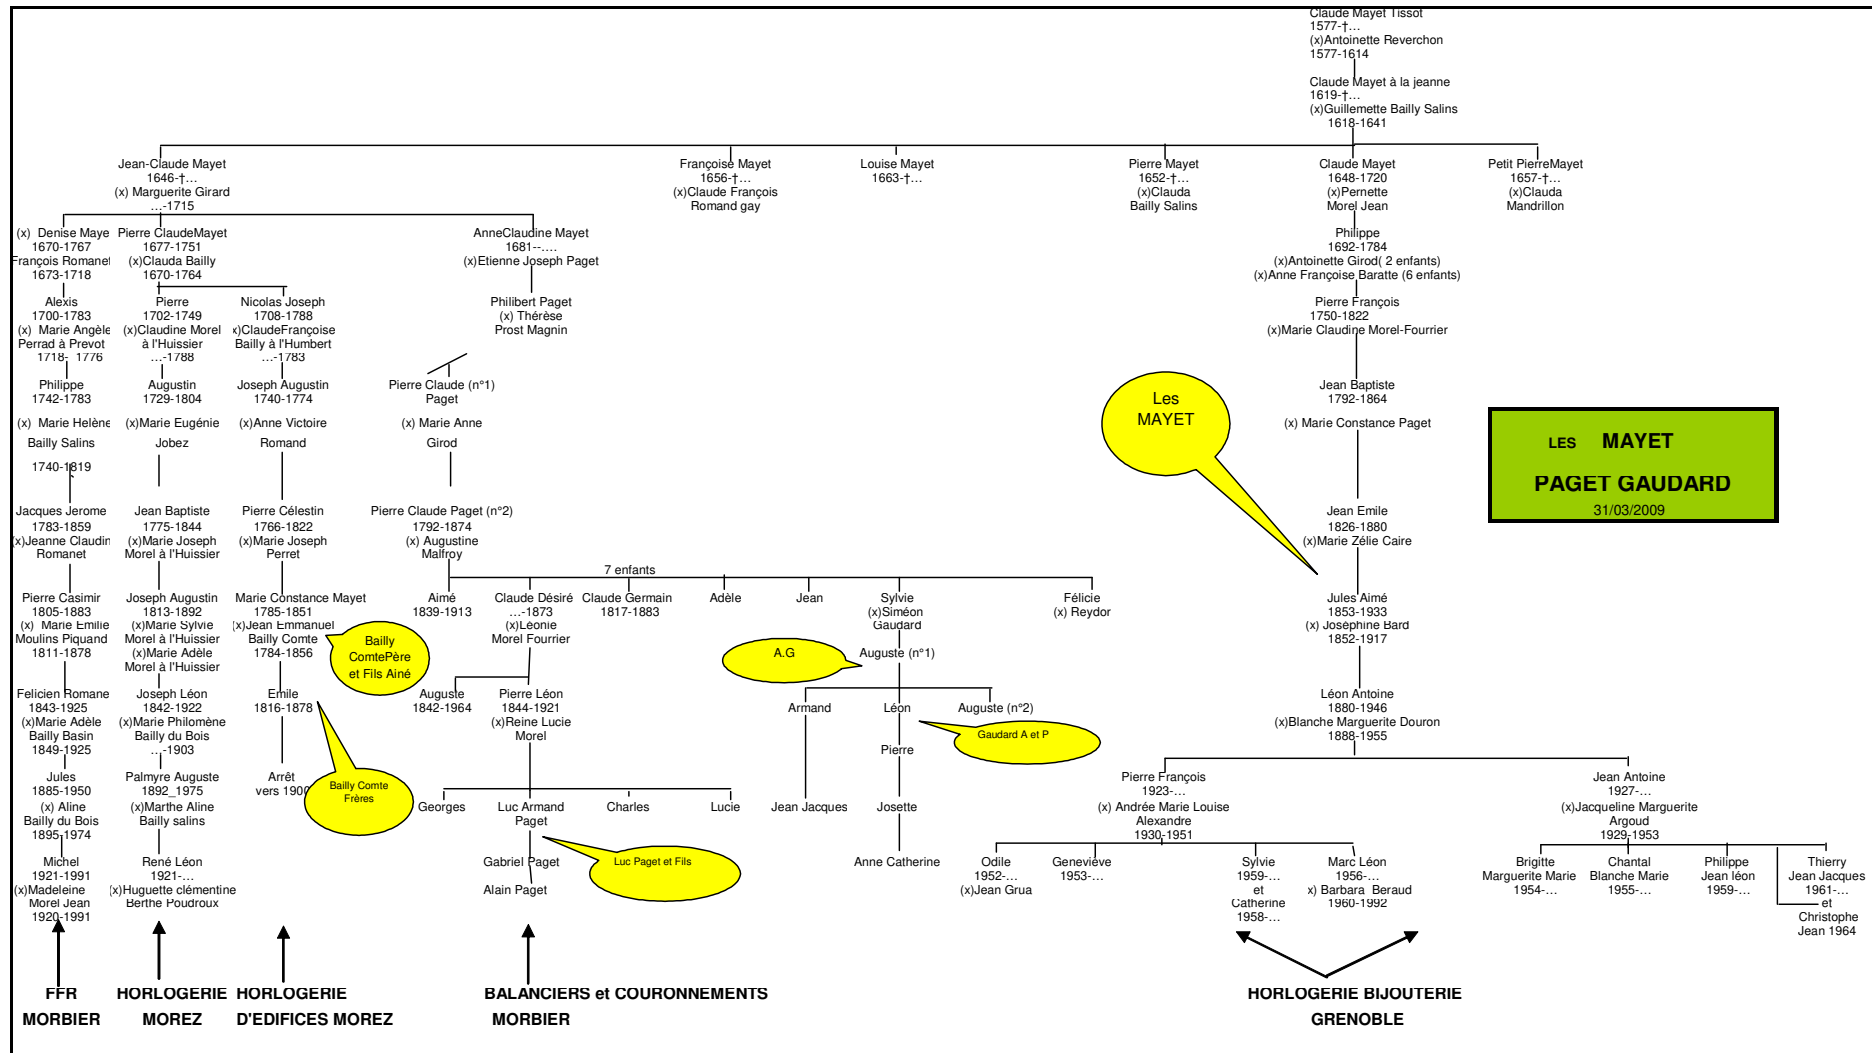 Claude Mayet Tissot
1577-†...
(x)Antoinette Reverchon
1577-1614
Claude Mayet à la jeanne
1619-†...
(x)Guillemette Bailly Salins
1618-1641
Jean-Claude Mayet
1646-†...
(x) Marguerite Girard
...-1715
Françoise Mayet
1656-†...
(x)Claude François
Romand gay
Louise Mayet
1663-†...
Pierre Mayet
1652-†...
(x)Clauda
Bailly Salins
Claude Mayet
1648-1720
(x)Pernette
Morel Jean
Petit PierreMayet
1657-†...
(x)Clauda
Mandrillon
(x) Denise Maye
1670-1767
François Romanet
1673-1718
Pierre ClaudeMayet
1677-1751
(x)Clauda Bailly
1670-1764
AnneClaudine Mayet
1681--....
(x)Etienne Joseph Paget
Philippe
1692-1784
(x)Antoinette Girod( 2 enfants)
(x)Anne Françoise Baratte (6 enfants)
Alexis
1700-1783
(x) Marie Angèle
Perrad à Prevot
1718- 1776
Pierre
1702-1749
(x)Claudine Morel
à l'Huissier
...-1788
Nicolas Joseph
1708-1788
x)ClaudeFrançoise
Bailly à l'Humbert
...-1783
Philibert Paget
(x) Thérèse
Prost Magnin
Pierre François
1750-1822
(x)Marie Claudine Morel-Fourrier
Philippe
1742-1783
(x) Marie Helène
Bailly Salins
1740-1819
Augustin
1729-1804
(x)Marie Eugénie
Jobez
Joseph Augustin
1740-1774
(x)Anne Victoire
Romand
Pierre Claude (n°1)
Paget
(x) Marie Anne
Girod
Les
MAYET
Jean Baptiste
1792-1864
(x) Marie Constance Paget
LES MAYET
PAGET GAUDARD
31/03/2009
Jacques Jerome
1783-1859
(x)Jeanne Claudin
Romanet
Jean Baptiste
1775-1844
(x)Marie Joseph
Morel à l'Huissier
Pierre Célestin
1766-1822
(x)Marie Joseph
Perret
Pierre Claude Paget (n°2)
1792-1874
(x) Augustine
Malfroy
Jean Emile
1826-1880
(x)Marie Zélie Caire
7 enfants
Pierre Casimir
1805-1883
(x) Marie Emilie
Moulins Piquand
1811-1878
Joseph Augustin
1813-1892
(x)Marie Sylvie
Morel à l'Huissier
(x)Marie Adèle
Morel à l'Huissier
Marie Constance Mayet
1785-1851
(x)Jean Emmanuel
Bailly Comte
1784-1856
Bailly
ComtePère
et Fils Ainé
Aimé
1839-1913
Claude Désiré
...-1873
(x)Léonie
Morel Fourrier
Claude Germain
1817-1883
Adèle
Jean
Sylvie
(x)Siméon
Gaudard
Félicie
(x) Reydor
Jules Aimé
1853-1933
(x) Joséphine Bard
1852-1917
A.G
Auguste (n°1)
Felicien Romane
1843-1925
(x)Marie Adèle
Bailly Basin
1849-1925
Joseph Léon
1842-1922
(x)Marie Philomène
Bailly du Bois
...-1903
Emile
1816-1878
Auguste
1842-1964
Pierre Léon
1844-1921
(x)Reine Lucie
Morel
Armand
Léon
Auguste (n°2)
Gaudard A et P
Pierre
Léon Antoine
1880-1946
(x)Blanche Marguerite Douron
1888-1955
Jules
1885-1950
(x) Aline
Bailly du Bois
1895-1974
Palmyre Auguste
1892_1975
(x)Marthe Aline
Bailly salins
Arrêt
vers 1900
Bailly Comte
Frères
Georges
Luc Armand
Paget
Charles
Lucie
Jean Jacques
Josette
Pierre François
1923-...
(x) Andrée Marie Louise
Alexandre
1930-1951
Jean Antoine
1927-...
(x)Jacqueline Marguerite
Argoud
1929-1953
Michel
1921-1991
(x)Madeleine
Morel Jean
1920-1991
René Léon
1921-...
(x)Huguette clémentine
Berthe Poudroux
Gabriel Paget
Alain Paget
Luc Paget et Fils
Anne Catherine
Odile
1952-...
(x)Jean Grua
Geneviève
1953-...
Sylvie
1959-...
et
Catherine
1958-...
Marc Léon
1956-...
x) Barbara Beraud
1960-1992
Brigitte
Marguerite Marie
1954-...
Chantal
Blanche Marie
1955-...
Philippe
Jean léon
1959-...
Thierry
Jean Jacques
1961-...
et
Christophe
Jean 1964
FFR
MORBIER
HORLOGERIE
MOREZ
HORLOGERIE
D'EDIFICES MOREZ
BALANCIERS et COURONNEMENTS
MORBIER
HORLOGERIE BIJOUTERIE
GRENOBLE